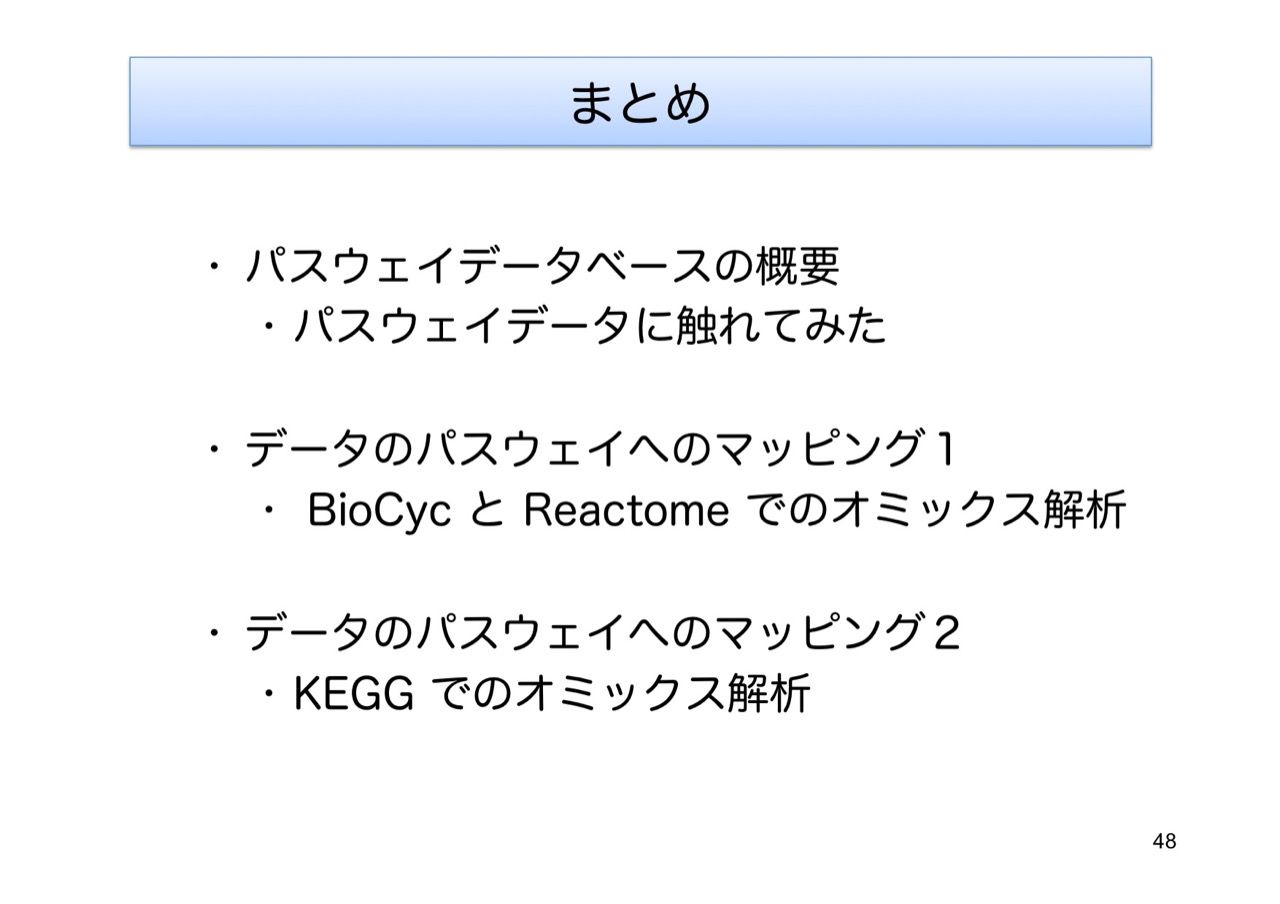 まとめ
・ パスウェイデータベースの概要
・パスウェイデータに触れてみた
・ データのパスウェイへのマッピング１
・ BioCyc と Reactome でのオミックス解析
・ データのパスウェイへのマッピング２
・KEGG でのオミックス解析
48